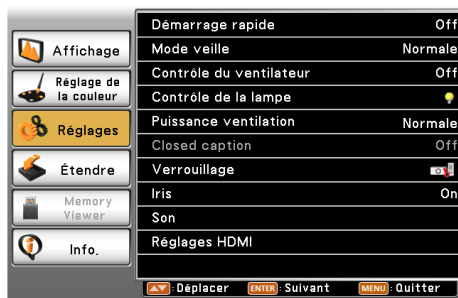 Affichage
Réglage de
la couleur
Réglages
Étendre
Memory
Viewer
Info.
Démarrage rapide Off
Mode veille Normale
Contrôle du ventilateur Off
Contrôle de la lampe
Puissance ventilation Normale
Closed caption Off
Verrouillage
Iris On
Son
Réglages HDMI
:Déplacer ENTER :Suivant MENU :Quitter